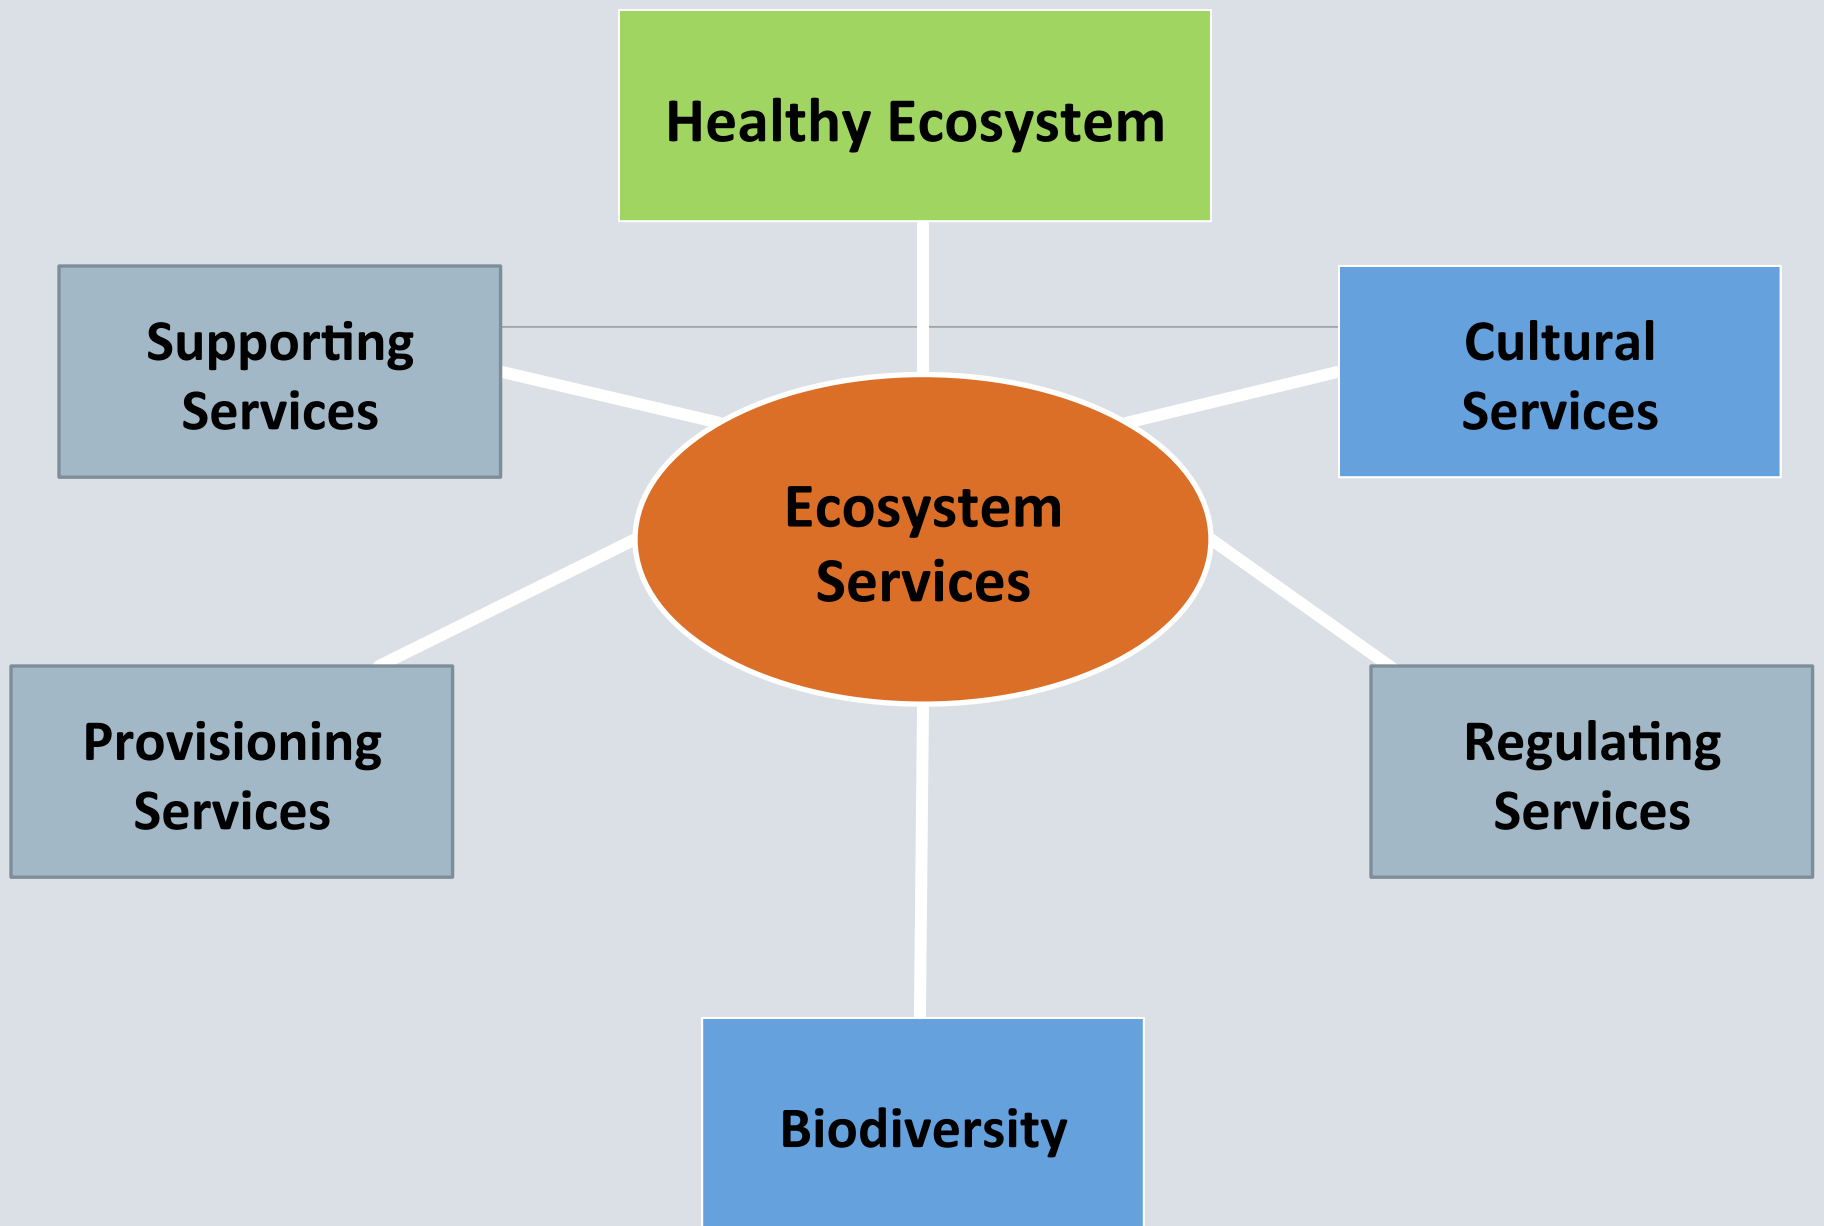 Healthy Ecosystem
Supporting
Services
Cultural
Services
Ecosystem
Services
Provisioning
Services
Regulating
Services
Biodiversity